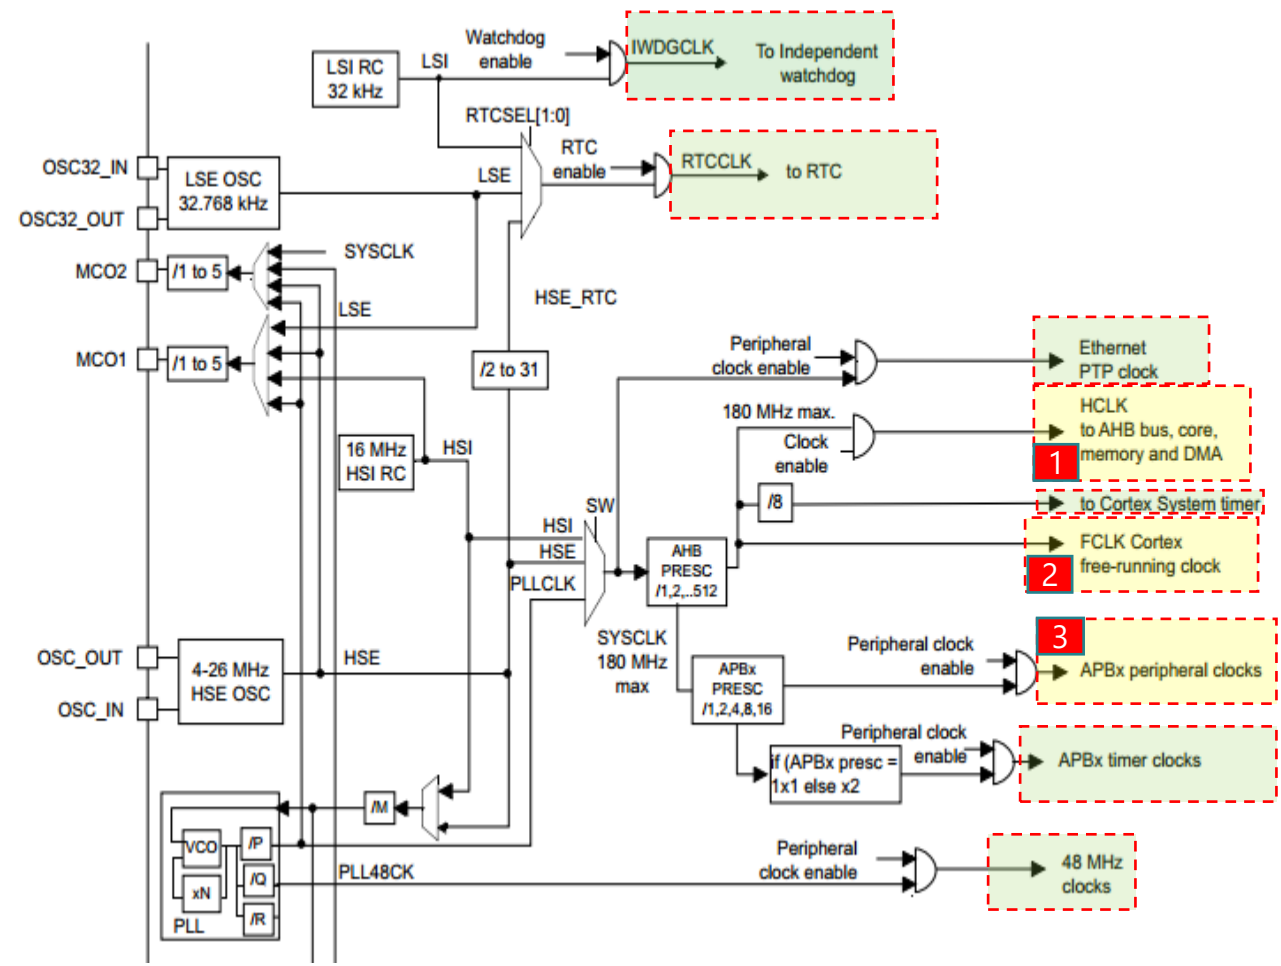 Watchdog
enable
IWDGCLK
To Independent
watchdog
LSI RC
32 kHz
LSI
RTCSEL[1:0]
RTC
enable
RTCCLK
to RTC
OSC32_IN
OSC32_OUT
LSE OSC
32.768 kHz
LSE
SYSCLK
MCO2
/1 to 5
LSE
HSE_RTC
MCO1
/1 to 5
/2 to 31
Peripheral
clock enable
Ethernet
PTP clock
180 MHz max.
Clock
enable
HCLK
to AHB bus, core,
memory and DMA
1
16 MHz
HSI RC
HSI
/8
to Cortex System timer
SW
HSI
HSE
PLLCLK
AHB
PRESC
/1,2,..512
FCLK Cortex
free-running clock
2
SYSCLK
180 MHz
max
3
Peripheral clock
enable
APBx peripheral clocks
OSC_OUT
OSC_IN
4-26 MHz
HSE OSC
HSE
APBx
PRESC
/1,2,4,8,16
Peripheral clock
enable
if (APBx presc =
1x1 else x2
APBx timer clocks
/M
VCO
xN
/P
/Q
/R
PLL
PLL48CK
Peripheral
clock enable
48 MHz
clocks